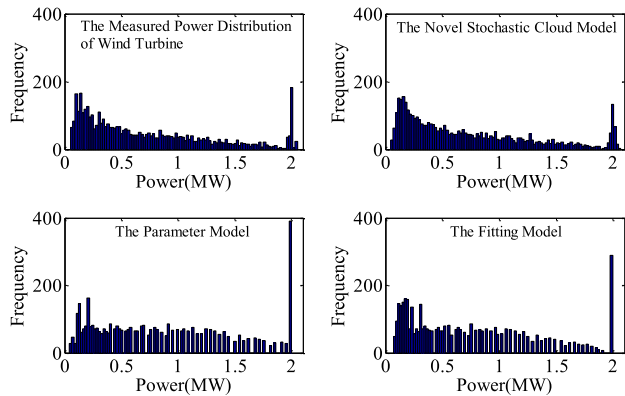 The Measured Power Distribution
of Wind Turbine
Frequency
400
200
0
0 0.5 1 1.5 2
Power(MW)
The Novel Stochastic Cloud Model
Frequency
400
200
0
0 0.5 1 1.5 2
Power(MW)
The Parameter Model
Frequency
400
200
0
0 0.5 1 1.5 2
Power(MW)
The Fitting Model
Frequency
400
200
0
0 0.5 1 1.5 2
Power(MW)